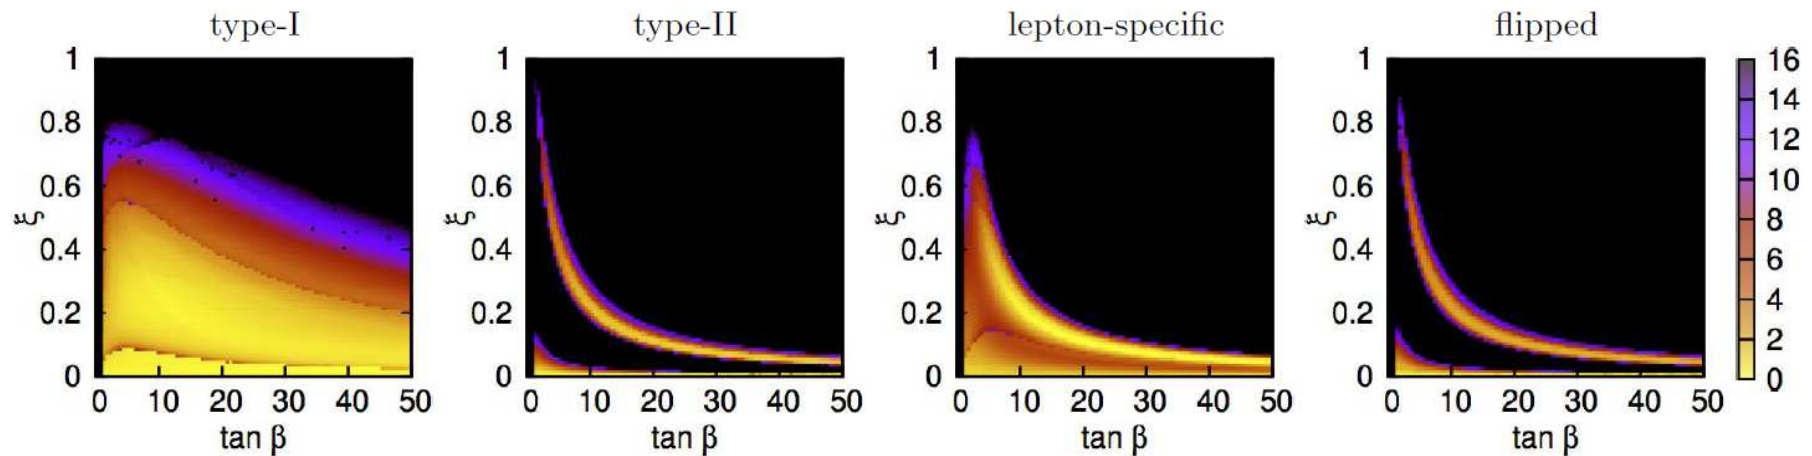 type-I type-II lepton-specific flipped
1 1 1 1 16
0.8 0.8 0.8 0.8 14
12
0.6 0.6 0.6 0.6 10
ξ ξ ξ ξ 8
0.4 0.4 0.4 0.4 6
0.2 0.2 0.2 0.2 4
2
0 0 0 0 0
0 10 20 30 40 50 0 10 20 30 40 50 0 10 20 30 40 50 0 10 20 30 40 50
tan β tan β tan β tan β